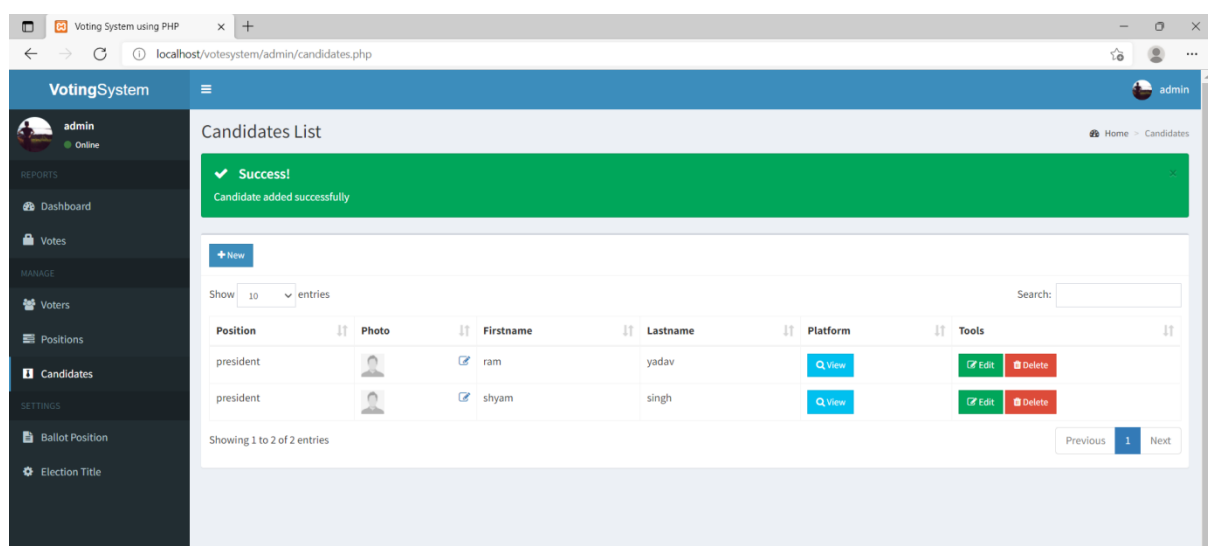 Voting System using PHP
localhost/votesystem/admin/candidates.php
VotingSystem
admin
admin
Online
Candidates List
Home > Candidates
REPORTS
Success!
Candidate added successfully
Dashboard
Votes
New
MANAGE
Voters
Show 10 entries
Search:
Positions
Position Photo Firstname Lastname Platform Tools
president ram yadav View Edit Delete
Candidates
president shyam singh View Edit Delete
SETTINGS
Ballot Position
Showing 1 to 2 of 2 entries
Previous 1 Next
Election Title